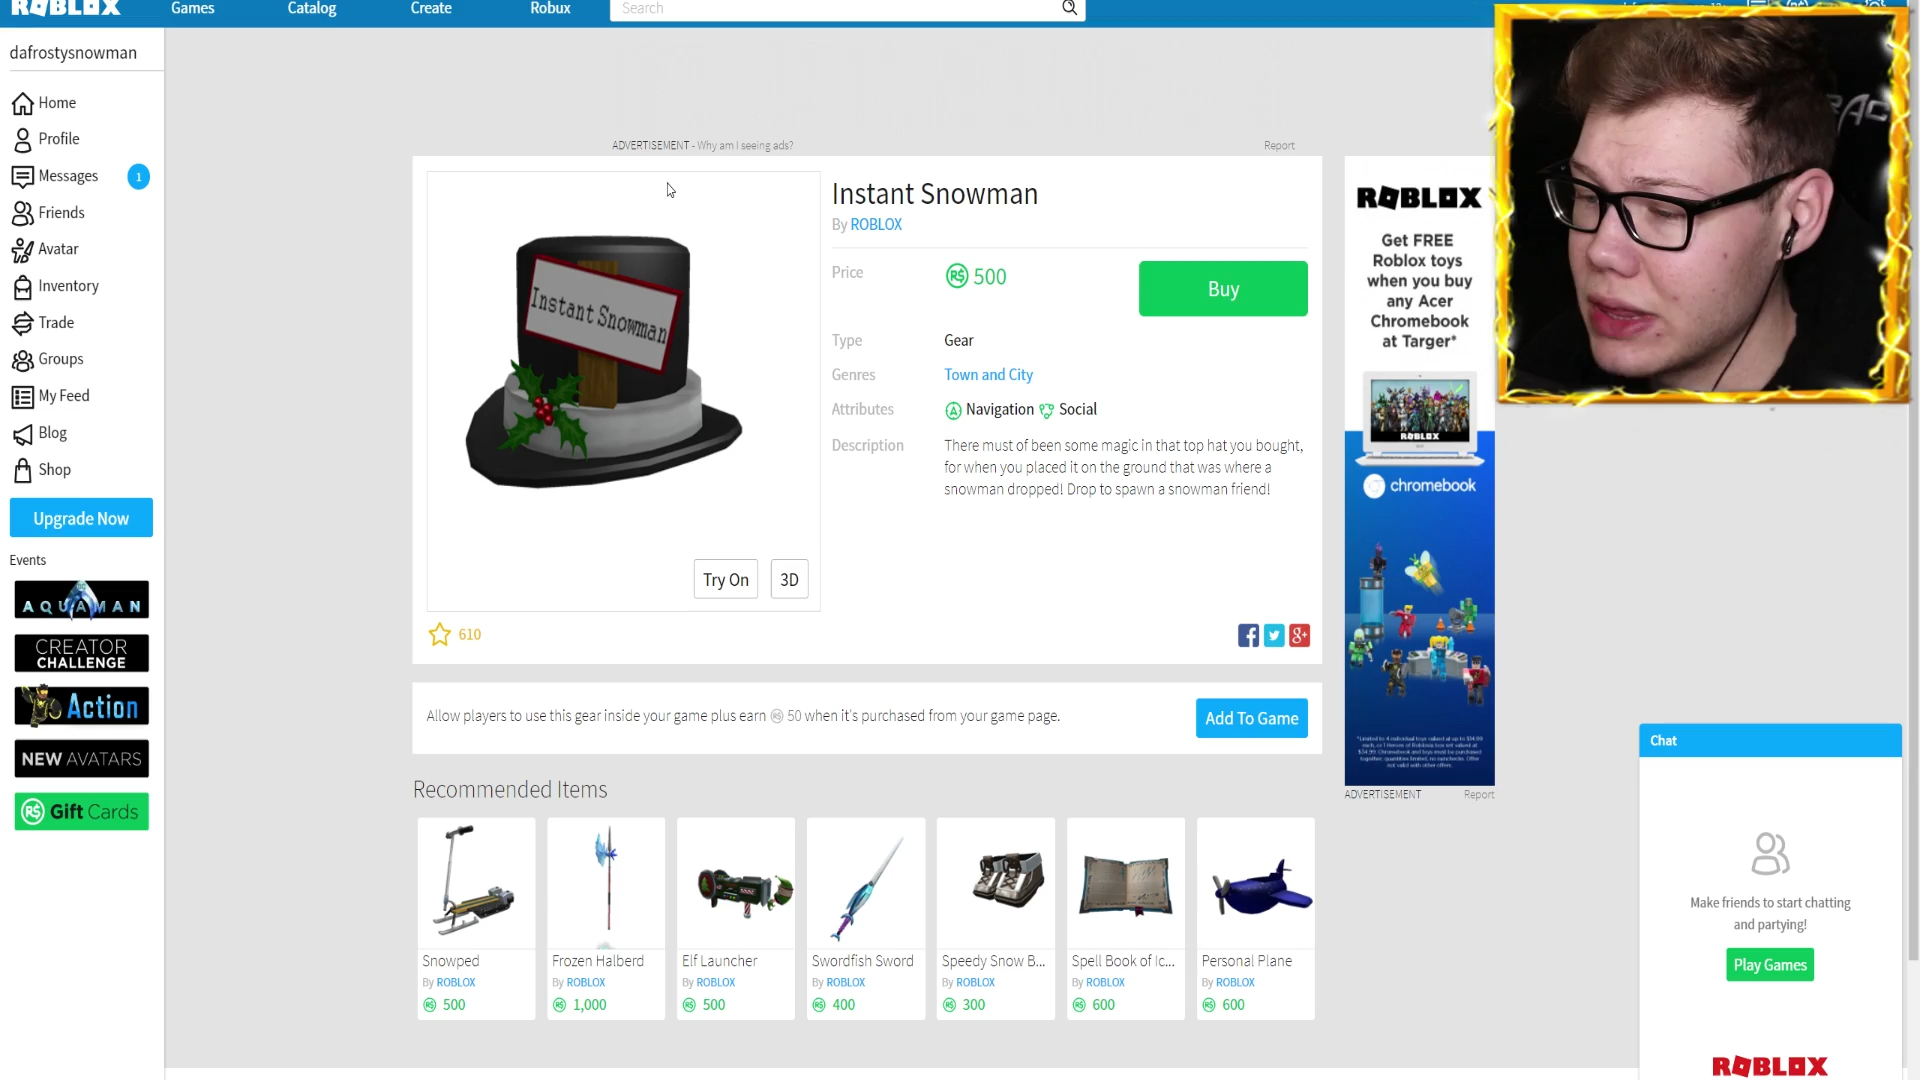 ROBLOX
Games
Catalog
Create
Robux
Search
dafrostysnowman
Home
Profile
Messages
1
Friends
Avatar
Inventory
Trade
Groups
My Feed
Blog
Shop
Upgrade Now
Events
AQUAMAN
CREATOR
CHALLENGE
Action
NEW AVATARS
R$ Gift Cards
ADVERTISEMENT - Why am I seeing ads?
Report
Instant Snowman
Try On
3D
610
Instant Snowman
By ROBLOX
Price
R$ 500
Buy
Type
Gear
Genres
Town and City
Attributes
Navigation Social
Description
There must of been some magic in that top hat you bought,
for when you placed it on the ground that was where a
snowman dropped! Drop to spawn a snowman friend!
Allow players to use this gear inside your game plus earn R$ 50 when it's purchased from your game page.
Add To Game
Recommended Items
Snowped
By ROBLOX
R$ 500
Frozen Halberd
By ROBLOX
R$ 1,000
Elf Launcher
By ROBLOX
R$ 500
Swordfish Sword
By ROBLOX
R$ 400
Speedy Snow B...
By ROBLOX
R$ 300
Spell Book of Ic...
By ROBLOX
R$ 600
Personal Plane
By ROBLOX
R$ 600
ROBLOX
Get FREE
Roblox toys
when you buy
any Acer
Chromebook
at Targer*
ROBLOX
chromebook
ADVERTISEMENT
Report
Chat
Make friends to start chatting
and partying!
Play Games
ROBLOX